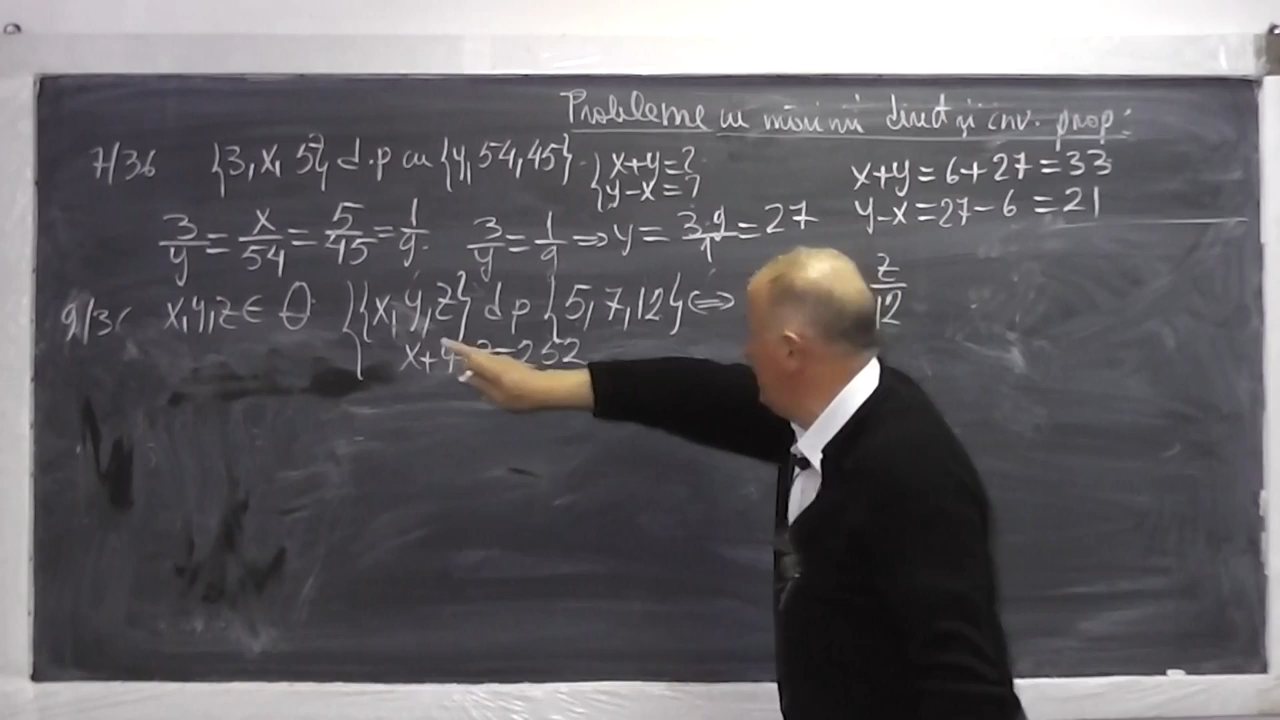 Probleme cu mărimi direct și inv. prop:
7/36 {3, x, 5} d.p cu {y, 54, 45}. { x+y=?
y-x=?
x+y=6+27=33
y-x=27-6=21
3/y = x/54 = 5/45 = 1/9. 3/y = 1/9 ⇒ y = 3·9/1 = 27
9/36 x,y,z ∈ Q {{x, y, z} d p {5, 7, 12} ⇔ z/12
x+y =252